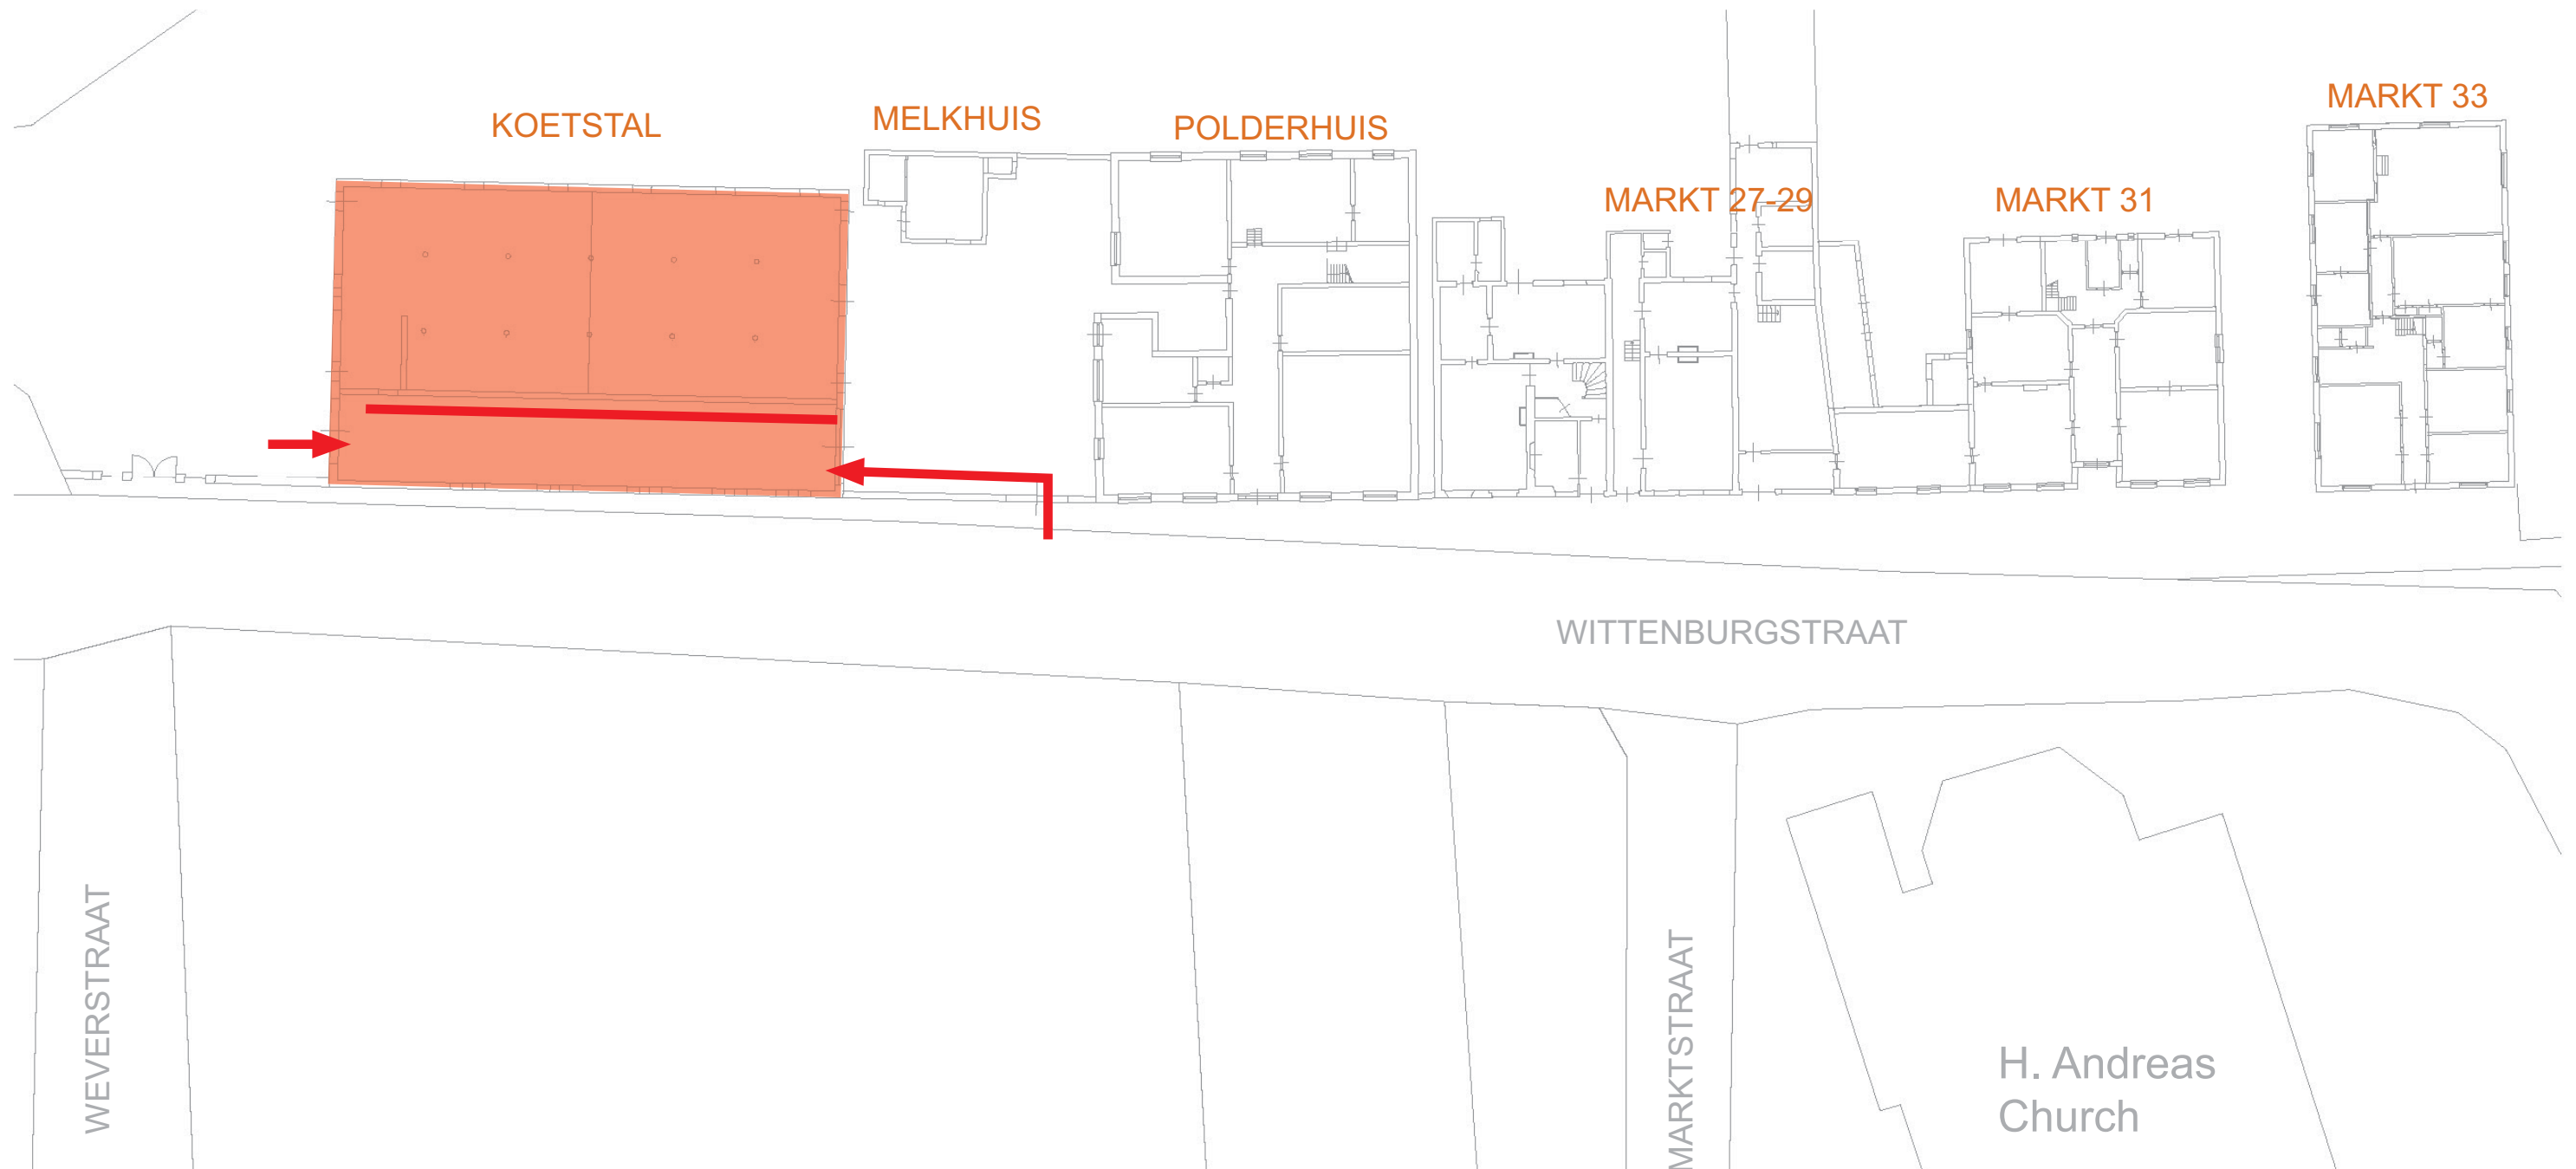 MARKT 33
KOETSTAL
MELKHUIS
POLDERHUIS
MARKT 27-29
MARKT 31
WITTENBURGSTRAAT
WEVERSTRAAT
MARKTSTRAAT
H. Andreas
Church